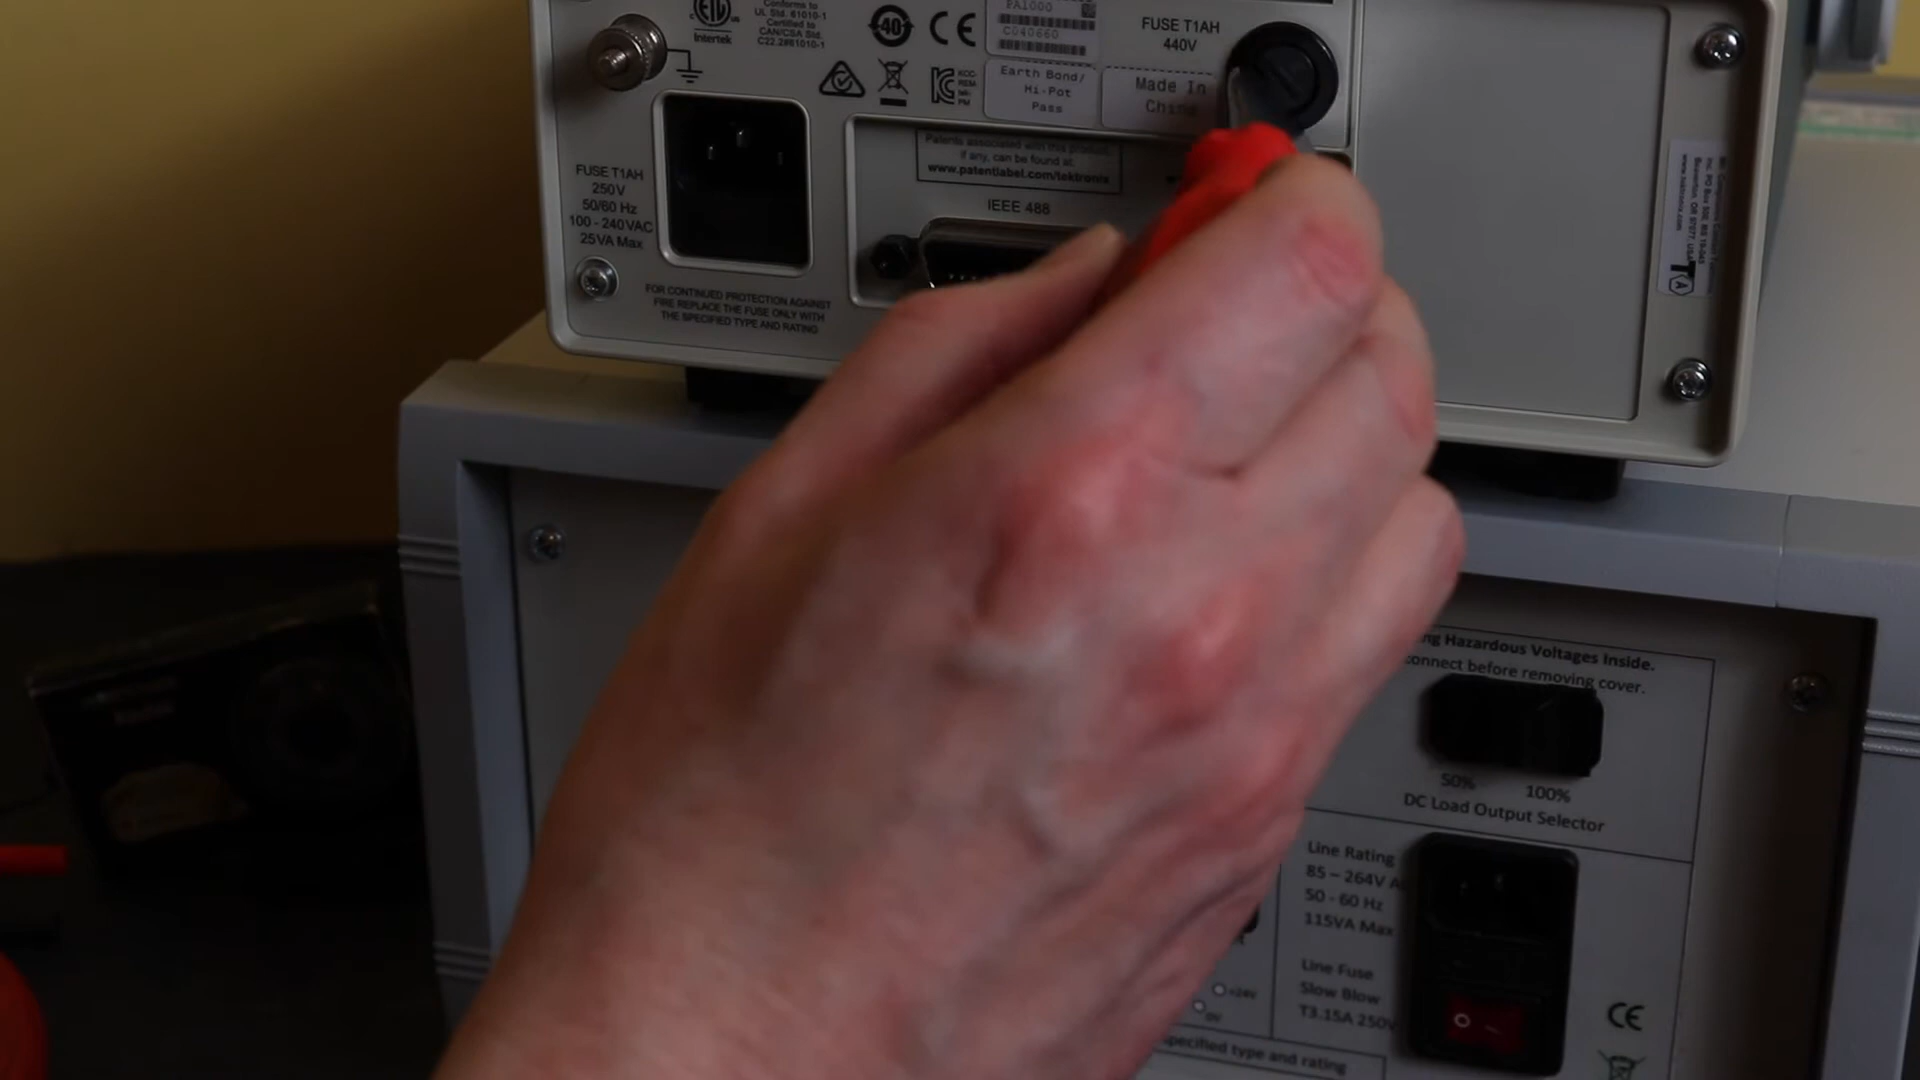 Conforms to
UL Std. 61010-1
Certified to
CAN/CSA Std.
C22.2#61010-1
ETL
Intertek
40
PA1000
C040660
FUSE T1AH
440V
Earth Bond/
Hi-Pot
Pass
Made In
China
Patents associated with this product,
if any, can be found at:
www.patentlabel.com/tektronix
IEEE 488
FUSE T1AH
250V
50/60 Hz
100 - 240VAC
25VA Max
FOR CONTINUED PROTECTION AGAINST
FIRE REPLACE THE FUSE ONLY WITH
THE SPECIFIED TYPE AND RATING
ng Hazardous Voltages Inside.
connect before removing cover.
50%
100%
DC Load Output Selector
Line Rating
85 – 264V A
50 - 60 Hz
115VA Max
Line Fuse
Slow Blow
T3.15A 250V
+24V
0V
specified type and rating